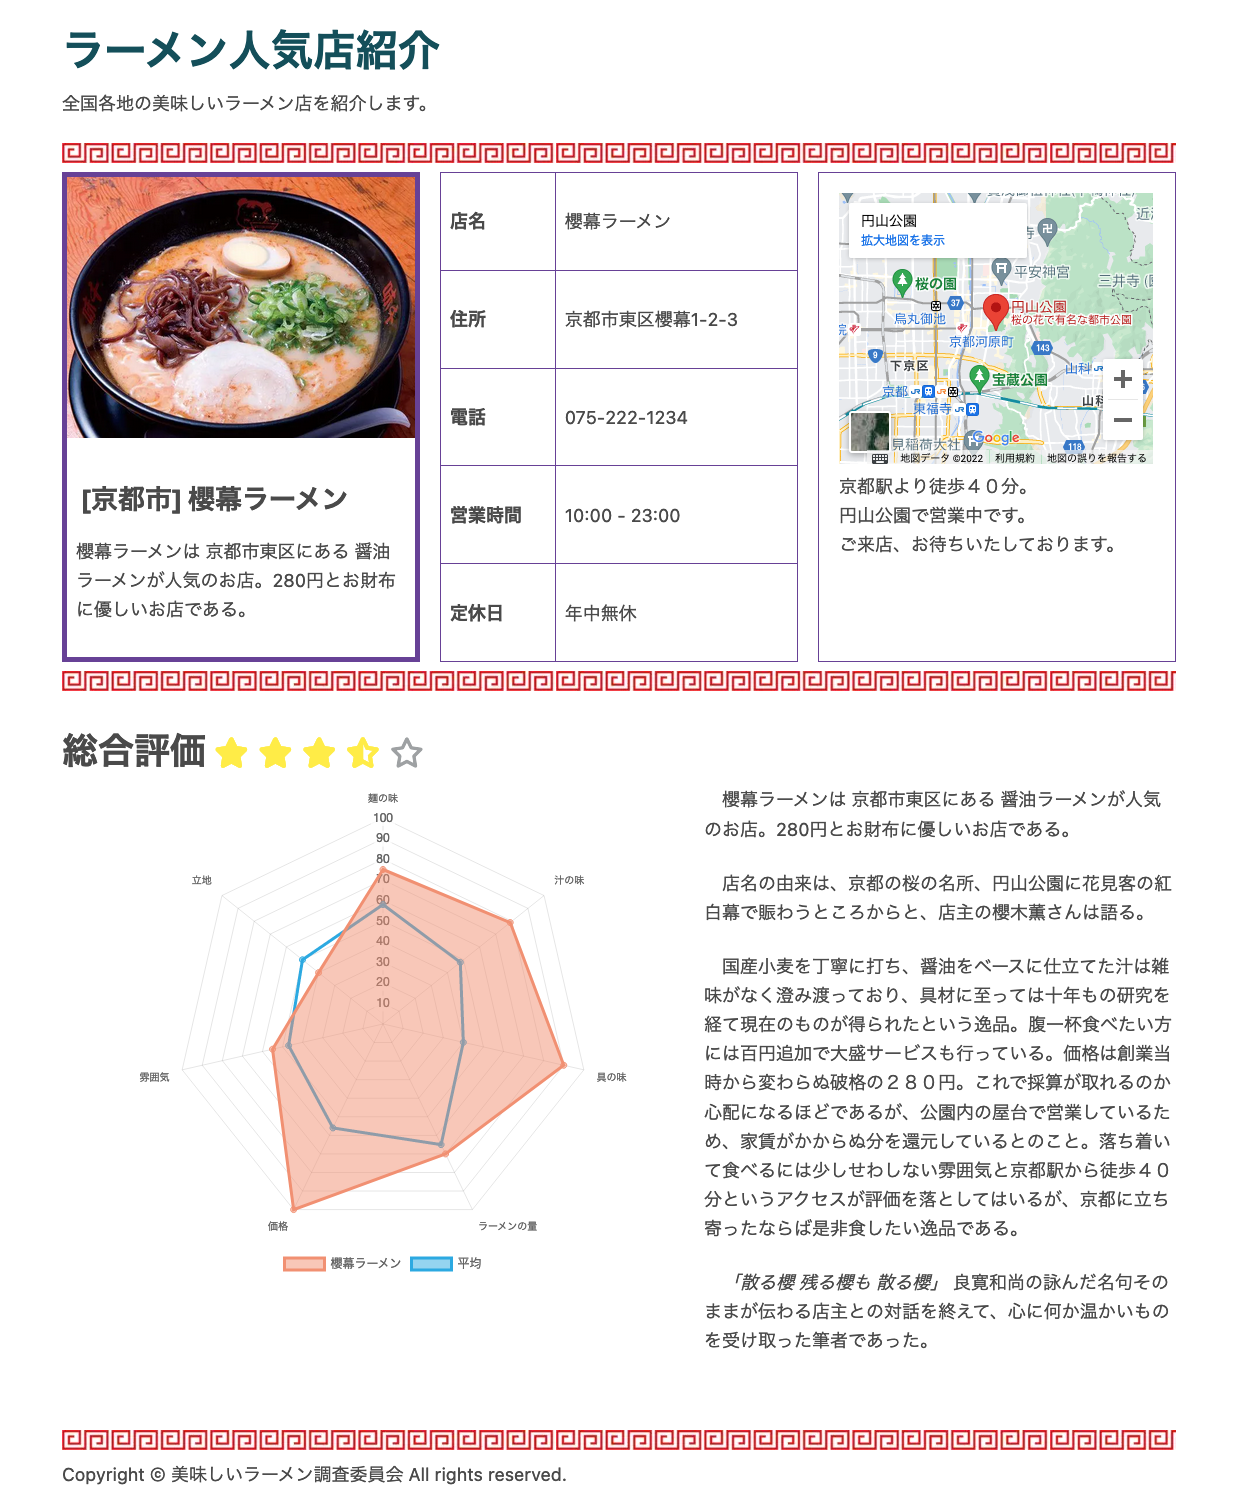 ラーメン人気店紹介
全国各地の美味しいラーメン店を紹介します。
[京都市] 櫻幕ラーメン
櫻幕ラーメンは 京都市東区にある 醤油
ラーメンが人気のお店。280円とお財布
に優しいお店である。
店名 櫻幕ラーメン
住所 京都市東区櫻幕1-2-3
電話 075-222-1234
営業時間 10:00 - 23:00
定休日 年中無休
円山公園
拡大地図を表示
寺
近江
平安神宮
三井寺
桜の園
37
円山公園
桜の花で有名な都市公園
烏丸御池
院
京都河原町
143
9
下京区
山科 JR
宝蔵公園
京都 JR JR
東福寺 JR
山科
見稲荷大社
Google
118
地図データ ©2022 利用規約 地図の誤りを報告する
京都駅より徒歩４０分。
円山公園で営業中です。
ご来店、お待ちいたしております。
総合評価
麺の味
100
90
80
70
60
50
40
30
20
10
汁の味
具の味
ラーメンの量
価格
雰囲気
立地
櫻幕ラーメン 平均
櫻幕ラーメンは 京都市東区にある 醤油ラーメンが人気
のお店。280円とお財布に優しいお店である。
店名の由来は、京都の桜の名所、円山公園に花見客の紅
白幕で賑わうところからと、店主の櫻木薫さんは語る。
国産小麦を丁寧に打ち、醤油をベースに仕立てた汁は雑
味がなく澄み渡っており、具材に至っては十年もの研究を
経て現在のものが得られたという逸品。腹一杯食べたい方
には百円追加で大盛サービスも行っている。価格は創業当
時から変わらぬ破格の２８０円。これで採算が取れるのか
心配になるほどであるが、公園内の屋台で営業しているた
め、家賃がかからぬ分を還元しているとのこと。落ち着い
て食べるには少しせわしない雰囲気と京都駅から徒歩４０
分というアクセスが評価を落としてはいるが、京都に立ち
寄ったならば是非食したい逸品である。
「散る櫻 残る櫻も 散る櫻」 良寛和尚の詠んだ名句その
ままが伝わる店主との対話を終えて、心に何か温かいもの
を受け取った筆者であった。
Copyright © 美味しいラーメン調査委員会 All rights reserved.